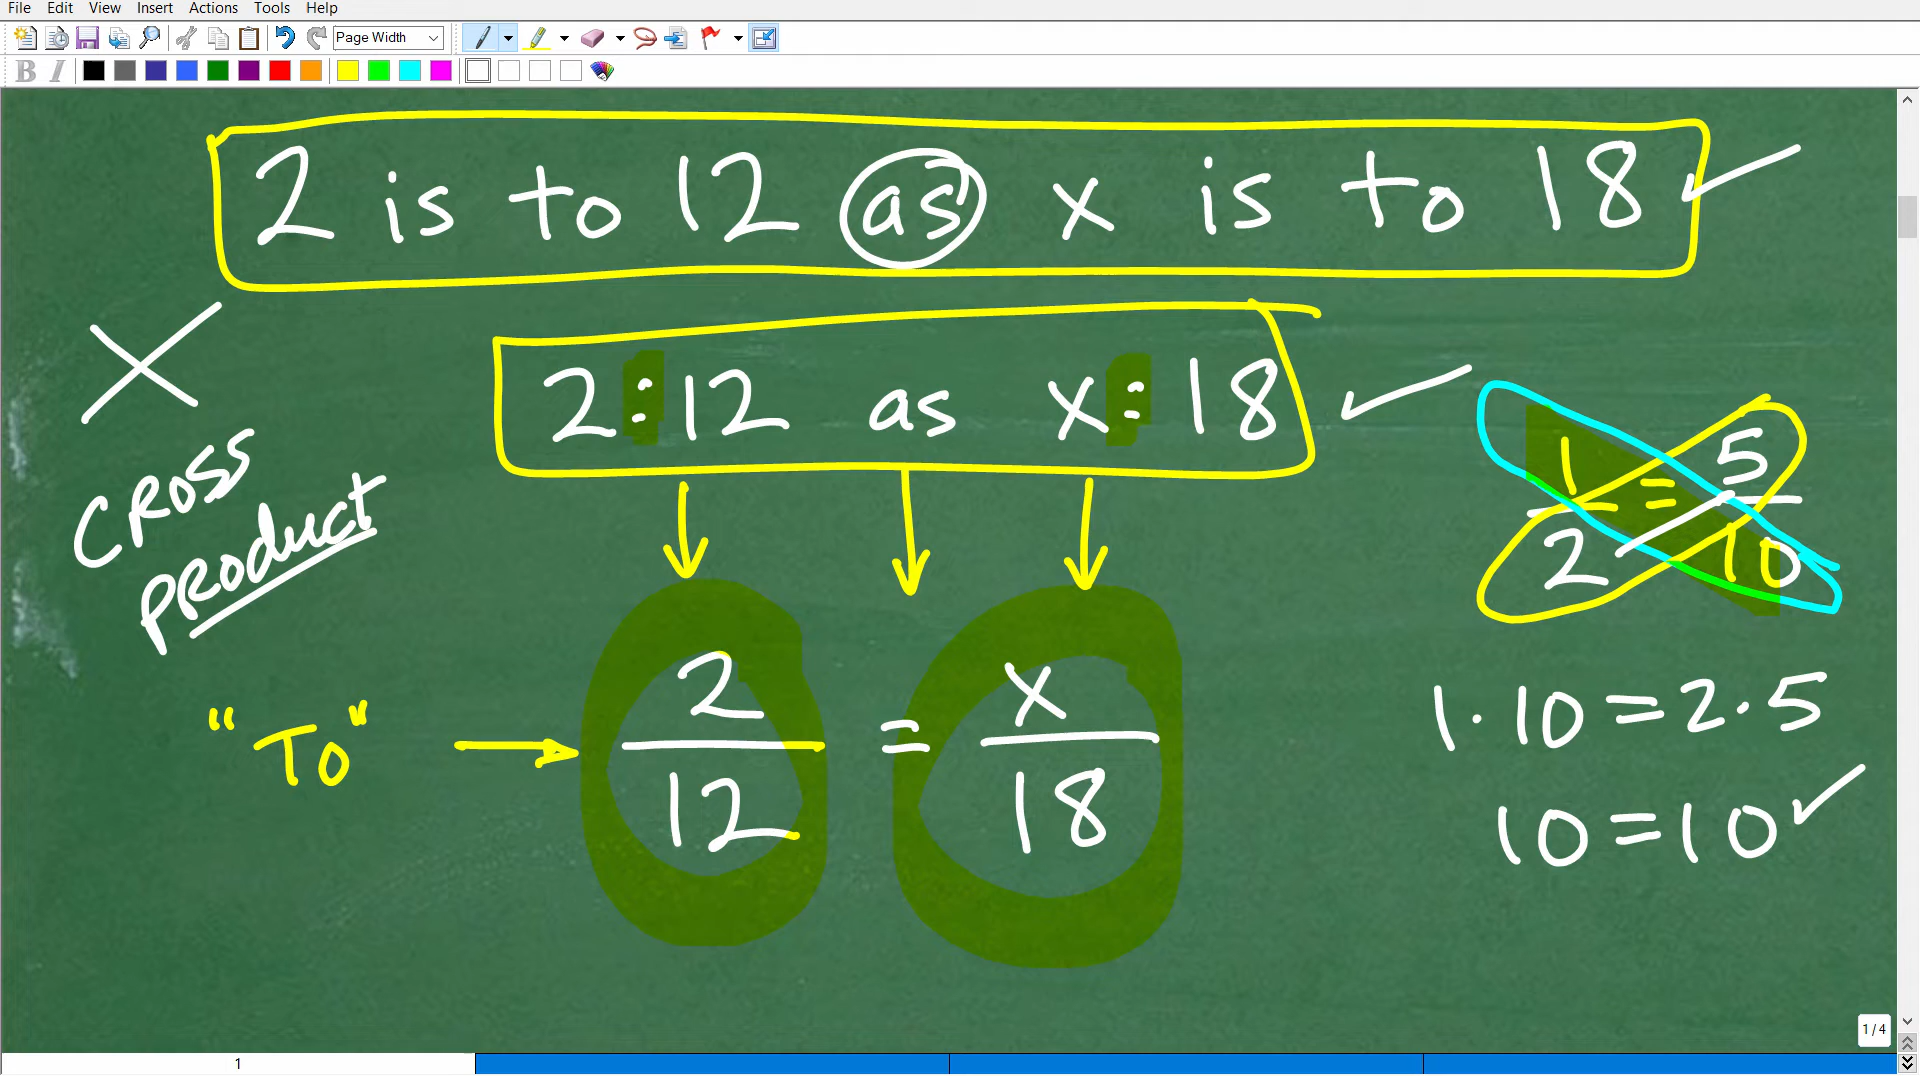 File Edit View Insert Actions Tools Help
Page Width
B I
2 is to 12 as x is to 18
2:12 as x:18
CROSS
PRODUCT
1/2 = 5/10
"To" → 2/12 = x/18
1·10=2·5
10=10
1/4
1